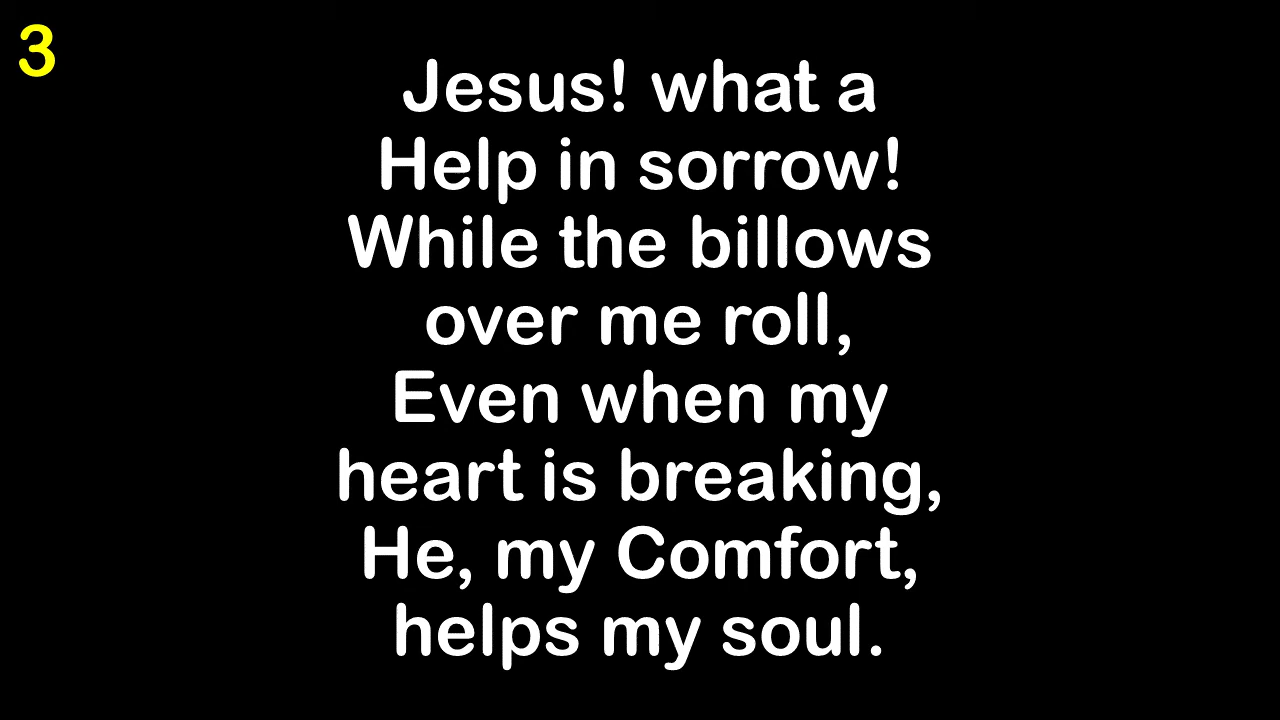 3
Jesus! what a
Help in sorrow!
While the billows
over me roll,
Even when my
heart is breaking,
He, my Comfort,
helps my soul.